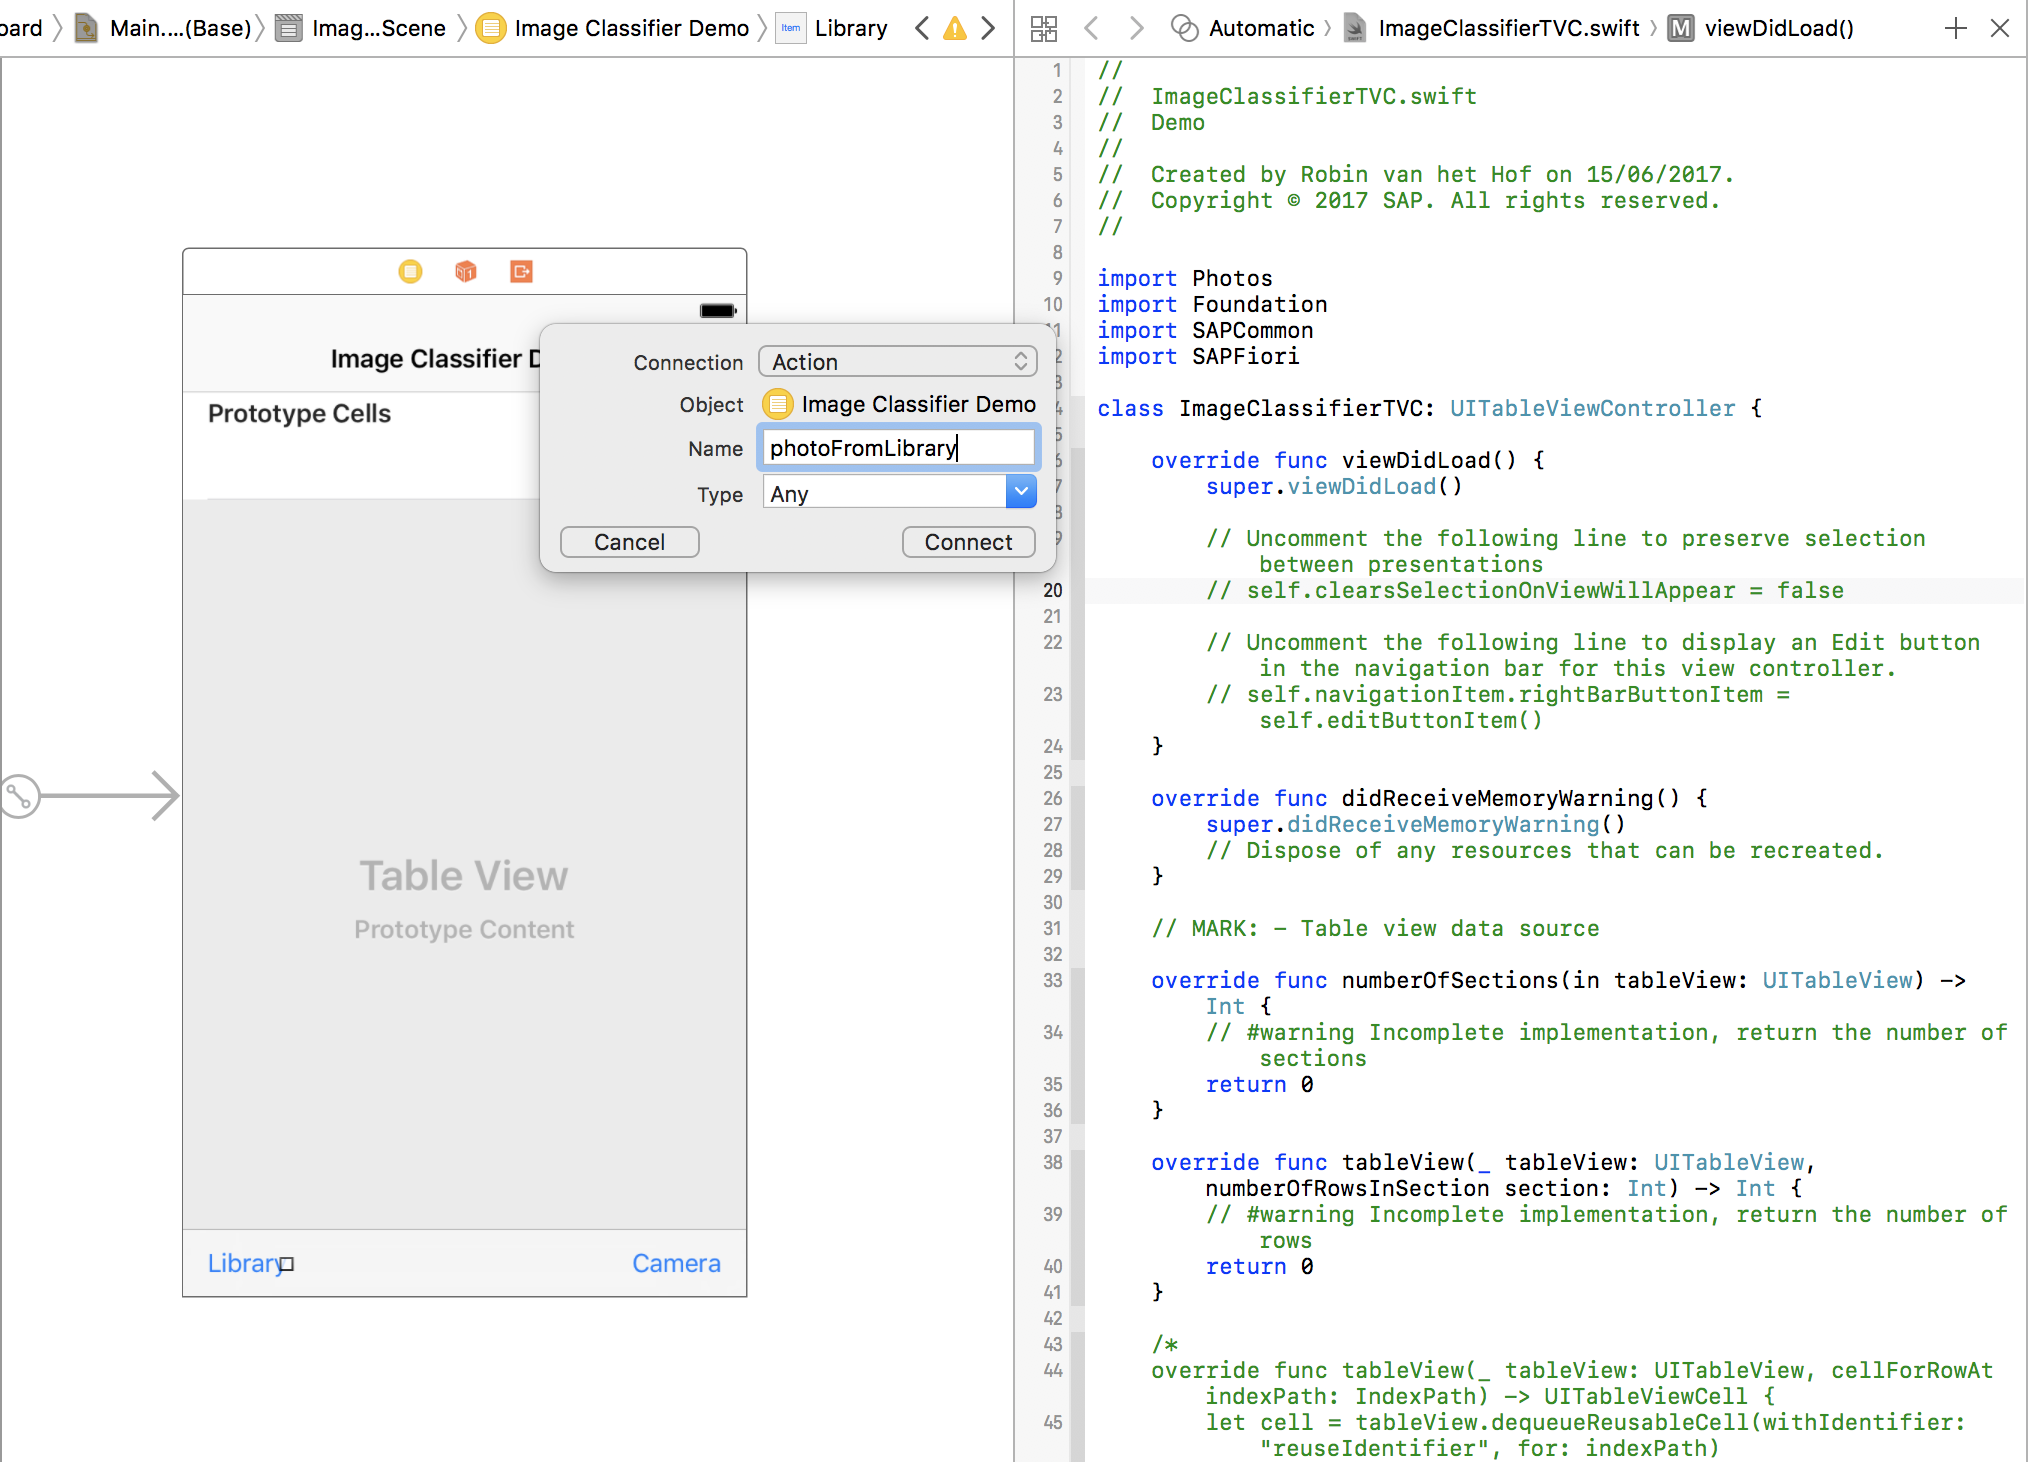 oard Main....(Base) Imag...Scene Image Classifier Demo Item Library
Automatic ImageClassifierTVC.swift M viewDidLoad()
Image Classifier D
Prototype Cells
Connection Action
Object Image Classifier Demo
Name photoFromLibrary
Type Any
Cancel Connect
Table View
Prototype Content
Library Camera
1 //
2 //  ImageClassifierTVC.swift
3 //  Demo
4 //
5 //  Created by Robin van het Hof on 15/06/2017.
6 //  Copyright © 2017 SAP. All rights reserved.
7 //
8
9 import Photos
10 import Foundation
11 import SAPCommon
2 import SAPFiori
3
4 class ImageClassifierTVC: UITableViewController {
5
6 override func viewDidLoad() {
7 super.viewDidLoad()
8
9 // Uncomment the following line to preserve selection
between presentations
20 // self.clearsSelectionOnViewWillAppear = false
21
22 // Uncomment the following line to display an Edit button
in the navigation bar for this view controller.
23 // self.navigationItem.rightBarButtonItem =
self.editButtonItem()
24 }
25
26 override func didReceiveMemoryWarning() {
27 super.didReceiveMemoryWarning()
28 // Dispose of any resources that can be recreated.
29 }
30
31 // MARK: - Table view data source
32
33 override func numberOfSections(in tableView: UITableView) ->
Int {
34 // #warning Incomplete implementation, return the number of
sections
35 return 0
36 }
37
38 override func tableView(_ tableView: UITableView,
numberOfRowsInSection section: Int) -> Int {
39 // #warning Incomplete implementation, return the number of
rows
40 return 0
41 }
42
43 /*
44 override func tableView(_ tableView: UITableView, cellForRowAt
indexPath: IndexPath) -> UITableViewCell {
45 let cell = tableView.dequeueReusableCell(withIdentifier:
"reuseIdentifier", for: indexPath)